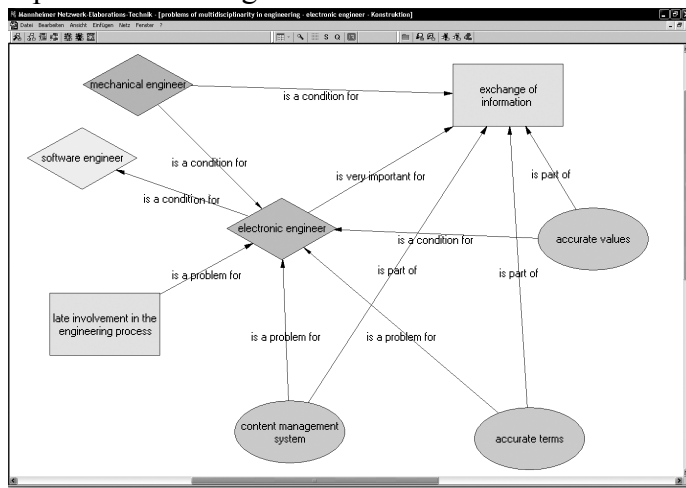 Mannheimer Netzwerk-Elaborations-Technik - [problems of multidisciplinarity in engineering - electronic engineer - Konstruktion]
Datei Bearbeiten Ansicht Einfügen Netz Fenster ?
S Q
mechanical engineer
is a condition for
exchange of
information
software engineer
is a condition for
is a condition for
is very important for
is part of
electronic engineer
is a condition for
accurate values
is a problem for
is part of
is part of
late involvement in the
engineering process
is a problem for
is a problem for
content management
system
accurate terms